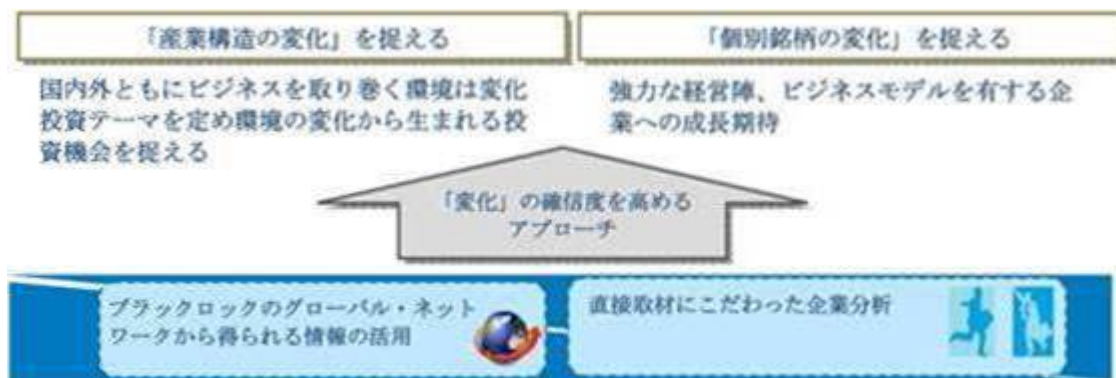 「産業構造の変化」を捉える
国内外ともにビジネスを取り巻く環境は変化
投資テーマを定め環境の変化から生まれる投
資機会を捉える
「個別銘柄の変化」を捉える
強力な経営陣、ビジネスモデルを有する企
業への成長期待
「変化」の確信度を高める
アプローチ
ブラックロックのグローバル・ネット
ワークから得られる情報の活用
直接取材にこだわった企業分析